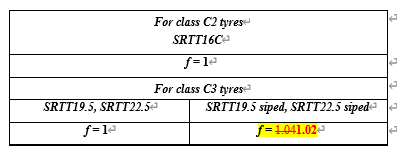 For class C2 tyres
SRTT16C
f = 1
For class C3 tyres
SRTT19.5, SRTT22.5 SRTT19.5 siped, SRTT22.5 siped
f = 1 f = 1.041.02